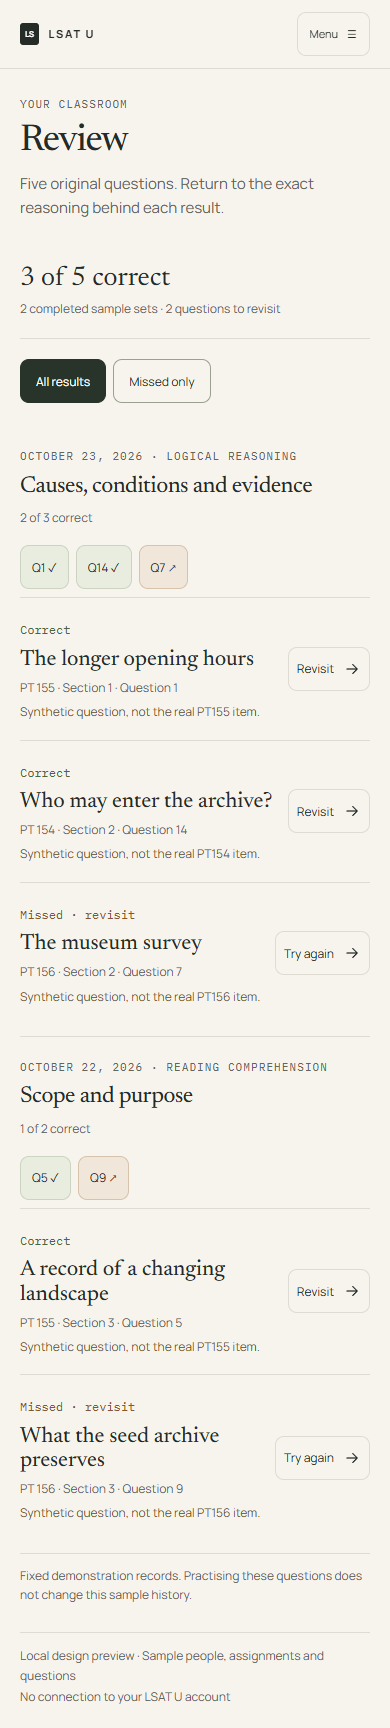 LS LSAT U
Menu ☰
YOUR CLASSROOM
Review
Five original questions. Return to the exact
reasoning behind each result.
3 of 5 correct
2 completed sample sets · 2 questions to revisit
All results
Missed only
OCTOBER 23, 2026 · LOGICAL REASONING
Causes, conditions and evidence
2 of 3 correct
Q1 ✓
Q14 ✓
Q7 ↗
Correct
The longer opening hours
PT 155 · Section 1 · Question 1
Synthetic question, not the real PT155 item.
Revisit →
Correct
Who may enter the archive?
PT 154 · Section 2 · Question 14
Synthetic question, not the real PT154 item.
Revisit →
Missed · revisit
The museum survey
PT 156 · Section 2 · Question 7
Synthetic question, not the real PT156 item.
Try again →
OCTOBER 22, 2026 · READING COMPREHENSION
Scope and purpose
1 of 2 correct
Q5 ✓
Q9 ↗
Correct
A record of a changing
landscape
PT 155 · Section 3 · Question 5
Synthetic question, not the real PT155 item.
Revisit →
Missed · revisit
What the seed archive
preserves
PT 156 · Section 3 · Question 9
Synthetic question, not the real PT156 item.
Try again →
Fixed demonstration records. Practising these questions does
not change this sample history.
Local design preview · Sample people, assignments and
questions
No connection to your LSAT U account